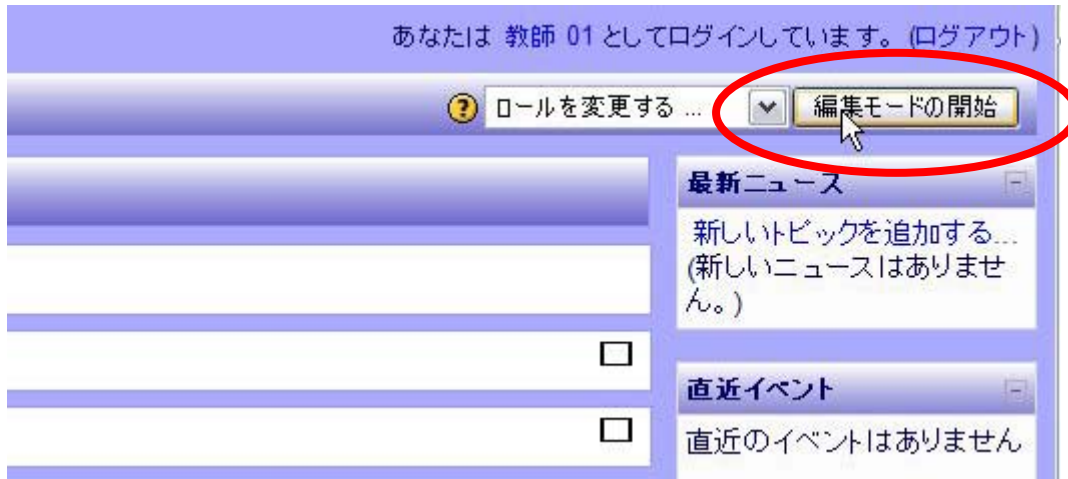 あなたは 教師 01 としてログインしています。 (ログアウト)
ロールを変更する ... 編集モードの開始
最新ニュース
新しいトピックを追加する...
(新しいニュースはありませ
ん。)
直近イベント
直近のイベントはありません